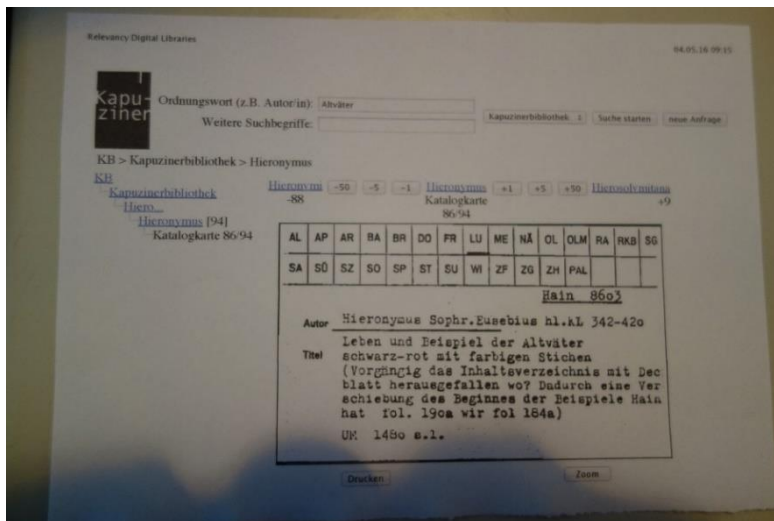 Relevancy Digital Libraries
04.05.16 09:15
Kapu-
ziner
Ordnungswort (z.B. Autor/in): Altväter
Weitere Suchbegriffe:
Kapuzinerbibliothek Suche starten neue Anfrage
KB > Kapuzinerbibliothek > Hieronymus
KB
Kapuzinerbibliothek
Hiero...
Hieronymus [94]
Katalogkarte 86/94
Hieronymi -50 -5 -1 Hieronymus +1 +5 +50 Hierosolymitana
-88 Katalogkarte +9
86/94
AL AP AR BA BR DO FR LU ME NÄ OL OLM RA RKB SG
SA SÖ SZ SO SP ST SU WI ZF ZG ZH PAL
Hain 8603
Autor Hieronymus Sophr.Eusebius hl.KL 342-420
Titel Leben und Beispiel der Altväter
schwarz-rot mit farbigen Stichen
(Vorgängig das Inhaltsverzeichnis mit Dec
blatt herausgefallen wo? Dadurch eine Ver
schiebung des Beginnes der Beispiele Hain
hat fol. 190a wir fol 184a)
UM 1480 s.l.
Drucken Zoom